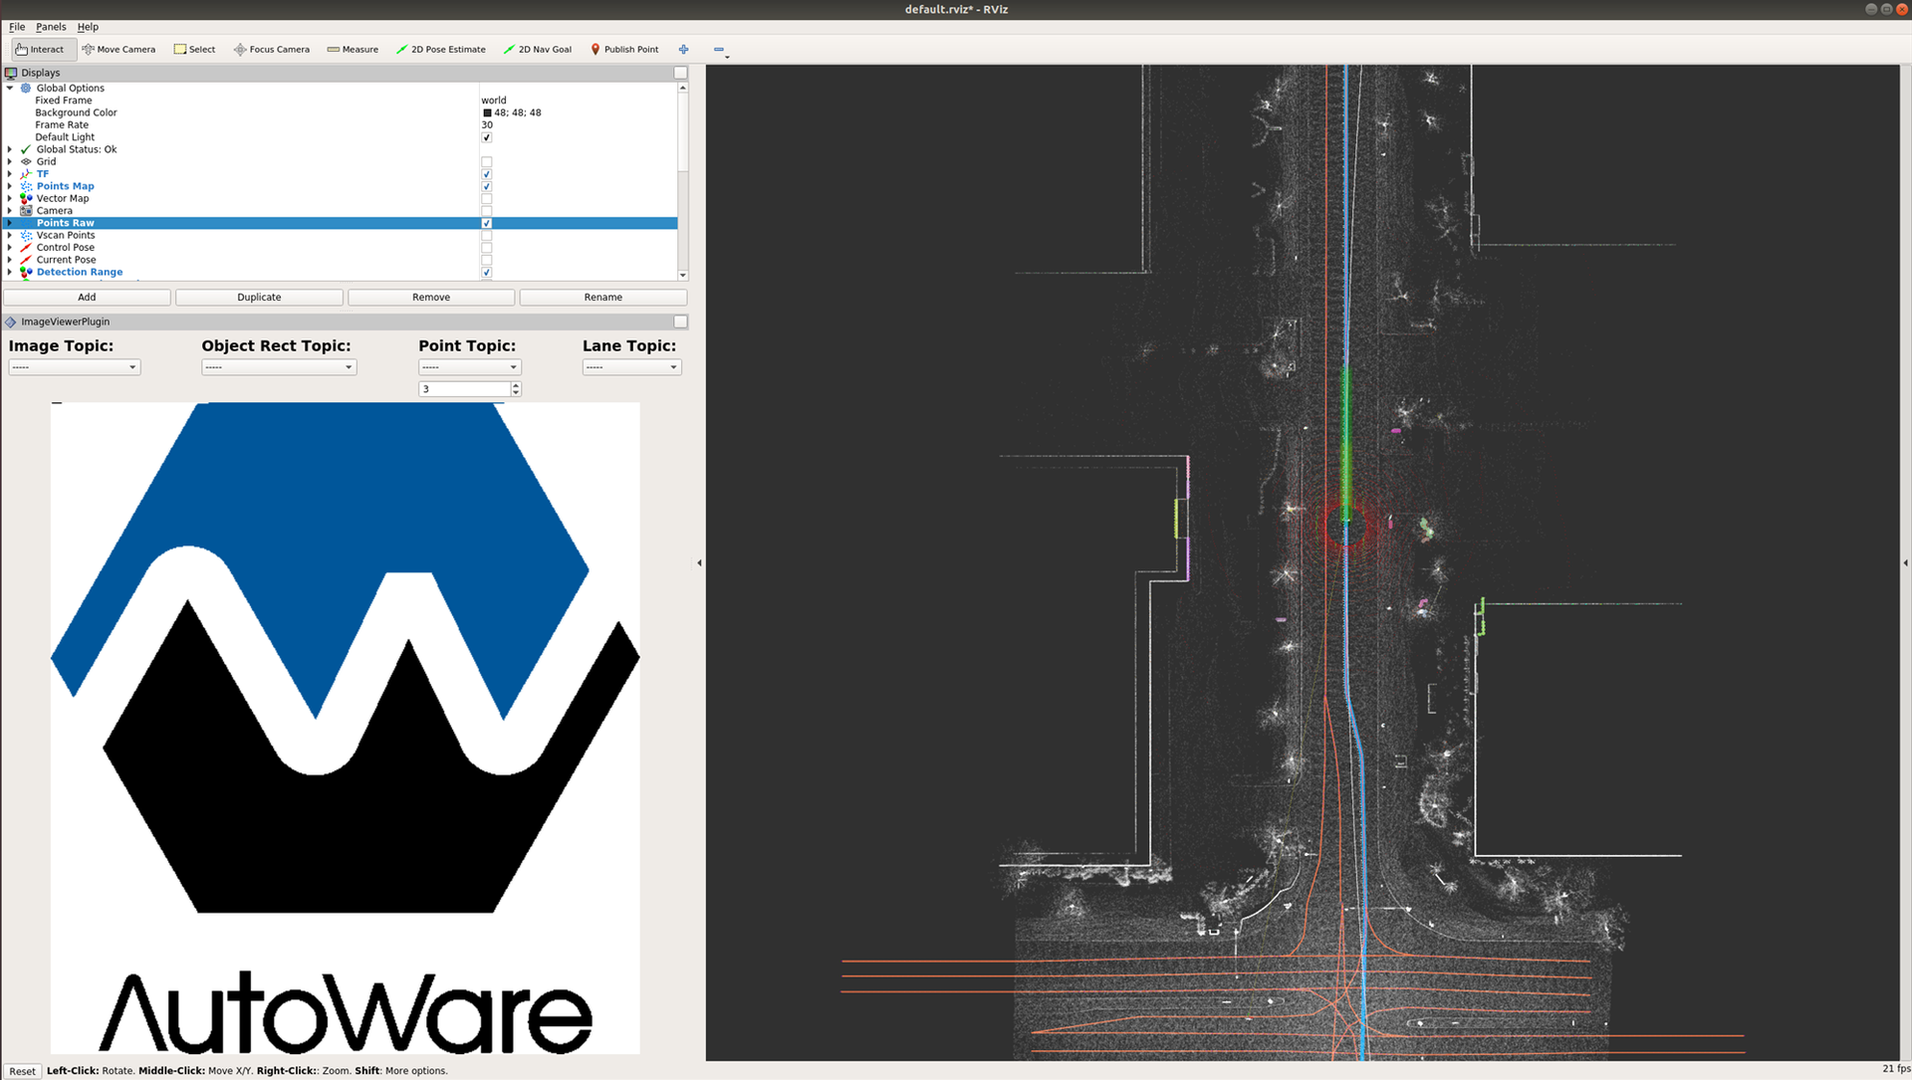 default.rviz* - RViz
File Panels Help
Interact Move Camera Select Focus Camera Measure 2D Pose Estimate 2D Nav Goal Publish Point
Displays
Global Options
Fixed Frame world
Background Color 48; 48; 48
Frame Rate 30
Default Light
Global Status: Ok
Grid
TF
Points Map
Vector Map
Camera
Points Raw
Vscan Points
Control Pose
Current Pose
Detection Range
Add Duplicate Remove Rename
ImageViewerPlugin
Image Topic: Object Rect Topic: Point Topic: Lane Topic:
----- ----- ----- -----
3
AutoWare
Reset Left-Click: Rotate. Middle-Click: Move X/Y. Right-Click:: Zoom. Shift: More options. 21 fps